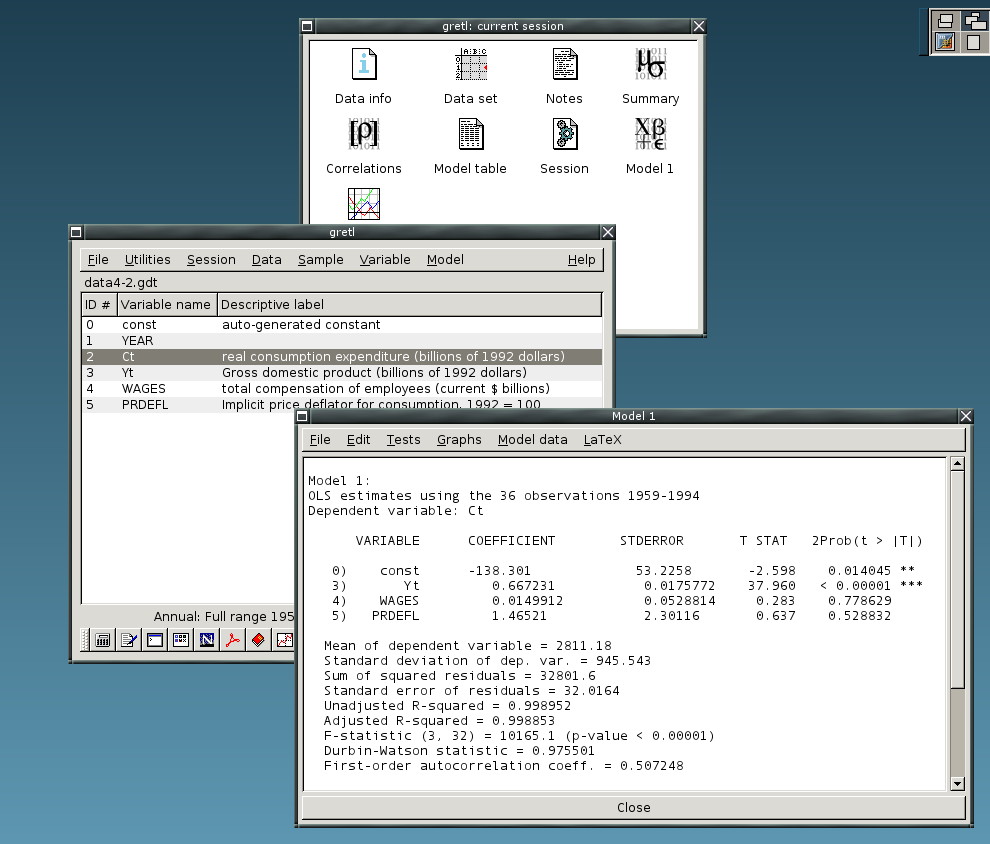 gretl: current session
Data info Data set Notes Summary
Correlations Model table Session Model 1
gretl
File Utilities Session Data Sample Variable Model Help
data4-2.gdt
ID # Variable name Descriptive label
0 const auto-generated constant
1 YEAR
2 Ct real consumption expenditure (billions of 1992 dollars)
3 Yt Gross domestic product (billions of 1992 dollars)
4 WAGES total compensation of employees (current $ billions)
5 PRDEFL Implicit price deflator for consumption, 1992 = 100
Annual: Full range 195
Model 1
File Edit Tests Graphs Model data LaTeX
Model 1:
OLS estimates using the 36 observations 1959-1994
Dependent variable: Ct
VARIABLE COEFFICIENT STDERROR T STAT 2Prob(t > |T|)
0) const -138.301 53.2258 -2.598 0.014045 **
3) Yt 0.667231 0.0175772 37.960 < 0.00001 ***
4) WAGES 0.0149912 0.0528814 0.283 0.778629
5) PRDEFL 1.46521 2.30116 0.637 0.528832
Mean of dependent variable = 2811.18
Standard deviation of dep. var. = 945.543
Sum of squared residuals = 32801.6
Standard error of residuals = 32.0164
Unadjusted R-squared = 0.998952
Adjusted R-squared = 0.998853
F-statistic (3, 32) = 10165.1 (p-value < 0.00001)
Durbin-Watson statistic = 0.975501
First-order autocorrelation coeff. = 0.507248
Close